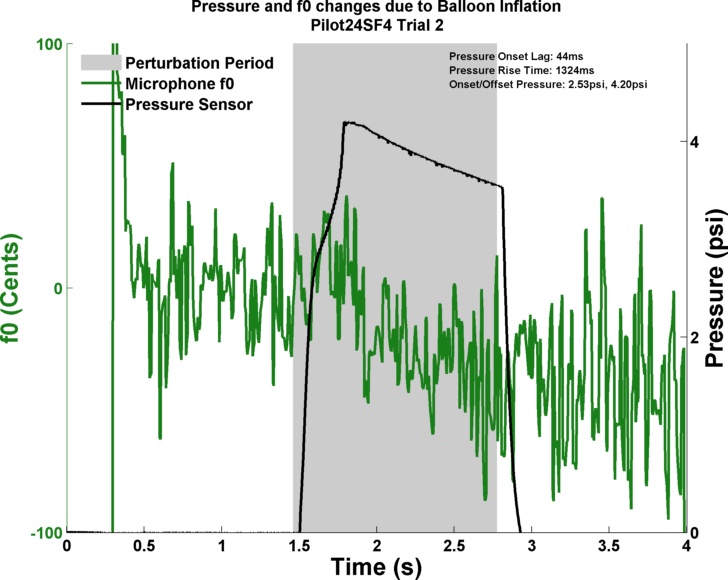 Pressure and f0 changes due to Balloon Inflation
Pilot24SF4 Trial 2
100
Perturbation Period
Microphone f0
Pressure Sensor
Pressure Onset Lag: 44ms
Pressure Rise Time: 1324ms
Onset/Offset Pressure: 2.53psi, 4.20psi
4
f0 (Cents)
0
Pressure (psi)
2
-100
0
0 0.5 1 1.5 2 2.5 3 3.5 4
Time (s)